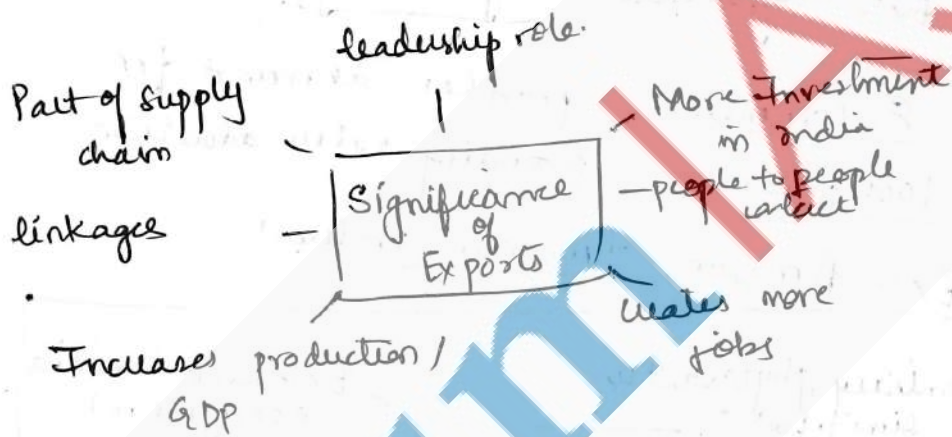 leadership role.
Part of Supply
chain
More Investment
in India
people to people
contact
linkages
Significance
of
Exports
creates more
jobs
Increases production /
GDP